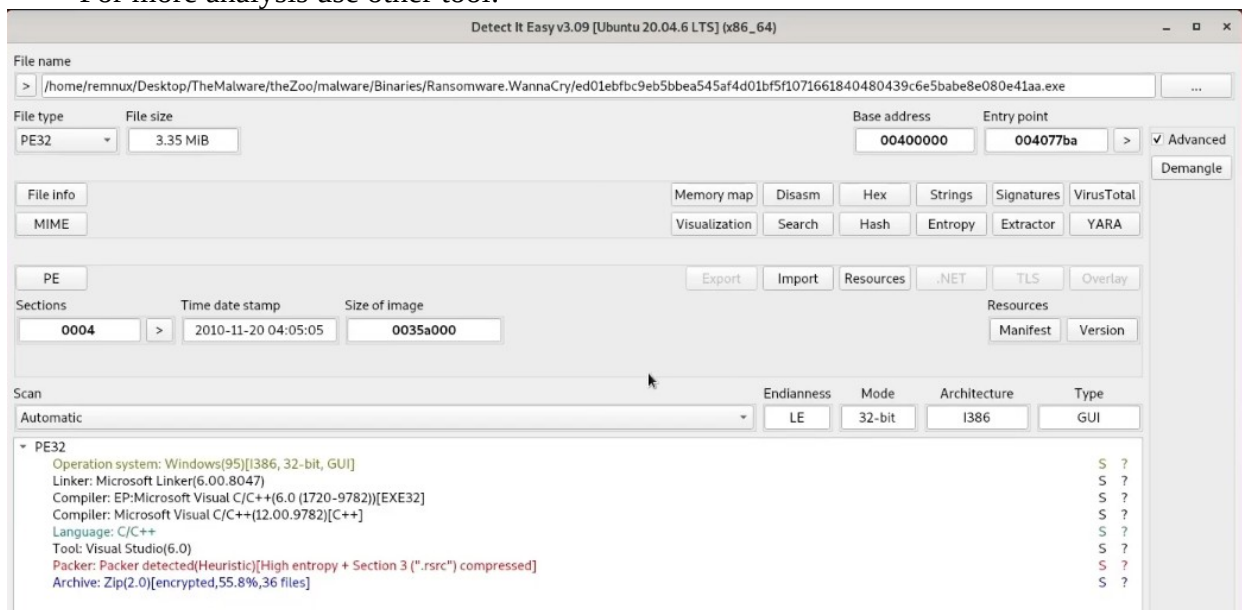 For more analysis use other tool.
Detect It Easy v3.09 [Ubuntu 20.04.6 LTS] (x86_64)
File name
> /home/remnux/Desktop/TheMalware/theZoo/malware/Binaries/Ransomware.WannaCry/ed01ebfbc9eb5bbea545af4d01bf5f1071661840480439c6e5babe8e080e41aa.exe ...
File type File size Base address Entry point
PE32 3.35 MiB 00400000 004077ba > Advanced
Demangle
File info Memory map Disasm Hex Strings Signatures VirusTotal
MIME Visualization Search Hash Entropy Extractor YARA
PE Export Import Resources .NET TLS Overlay
Sections Time date stamp Size of image Resources
0004 > 2010-11-20 04:05:05 0035a000 Manifest Version
Scan Endianness Mode Architecture Type
Automatic LE 32-bit I386 GUI
PE32
Operation system: Windows(95)[I386, 32-bit, GUI] S ?
Linker: Microsoft Linker(6.00.8047) S ?
Compiler: EP:Microsoft Visual C/C++(6.0 (1720-9782))[EXE32] S ?
Compiler: Microsoft Visual C/C++(12.00.9782)[C++] S ?
Language: C/C++ S ?
Tool: Visual Studio(6.0) S ?
Packer: Packer detected(Heuristic)[High entropy + Section 3 (".rsrc") compressed] S ?
Archive: Zip(2.0)[encrypted,55.8%,36 files] S ?